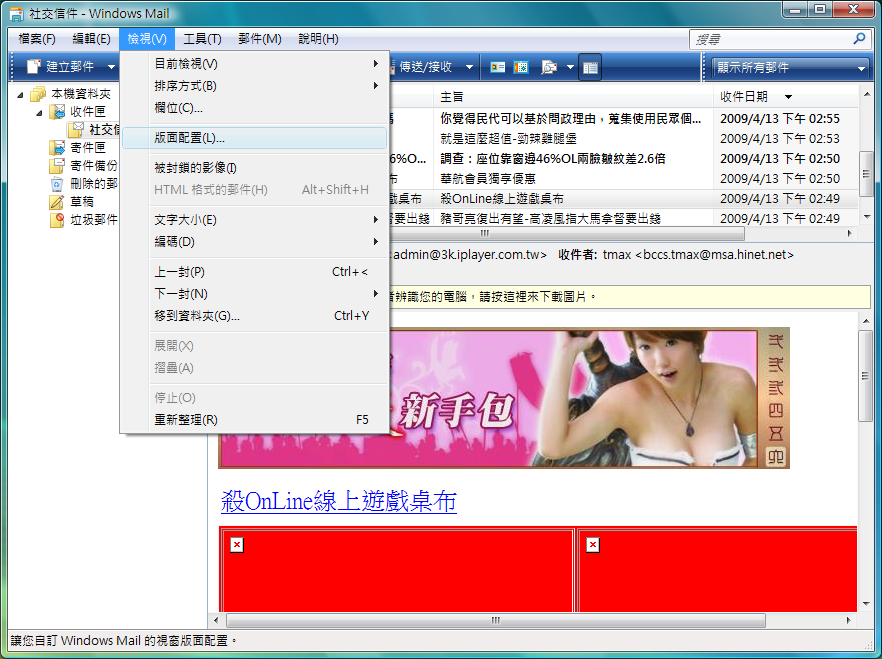 社交信件 - Windows Mail
檔案(F) 編輯(E) 檢視(V) 工具(T) 郵件(M) 說明(H)
搜尋
建立郵件
傳送/接收
顯示所有郵件
目前檢視(V)
排序方式(B)
欄位(C)...
版面配置(L)...
被封鎖的影像(I)
HTML 格式的郵件(H) Alt+Shift+H
文字大小(E)
編碼(D)
上一封(P) Ctrl+<
下一封(N)
移到資料夾(G)... Ctrl+Y
展開(X)
摺疊(A)
停止(O)
重新整理(R) F5
本機資料夾
收件匣
社交信
寄件匣
寄件備份
刪除的郵
草稿
垃圾郵件
主旨 收件日期
你覺得民代可以基於問政理由，蒐集使用民眾個... 2009/4/13 下午 02:55
就是這麼超值-勁辣雞腿堡 2009/4/13 下午 02:53
6%O... 調查：座位靠窗邊46%OL兩臉皺紋差2.6倍 2009/4/13 下午 02:50
華航會員獨享優惠 2009/4/13 下午 02:50
戲桌布 殺OnLine線上遊戲桌布 2009/4/13 下午 02:49
督要出錢 豬哥亮復出有望-高凌風指大馬拿督要出錢 2009/4/13 下午 02:49
<admin@3k.iplayer.com.tw> 收件者: tmax <bccs.tmax@msa.hinet.net>
辨識您的電腦，請按這裡來下載圖片。
新手包
弎
弎
弎
四
五
殺OnLine線上遊戲桌布
讓您自訂 Windows Mail 的視窗版面配置。